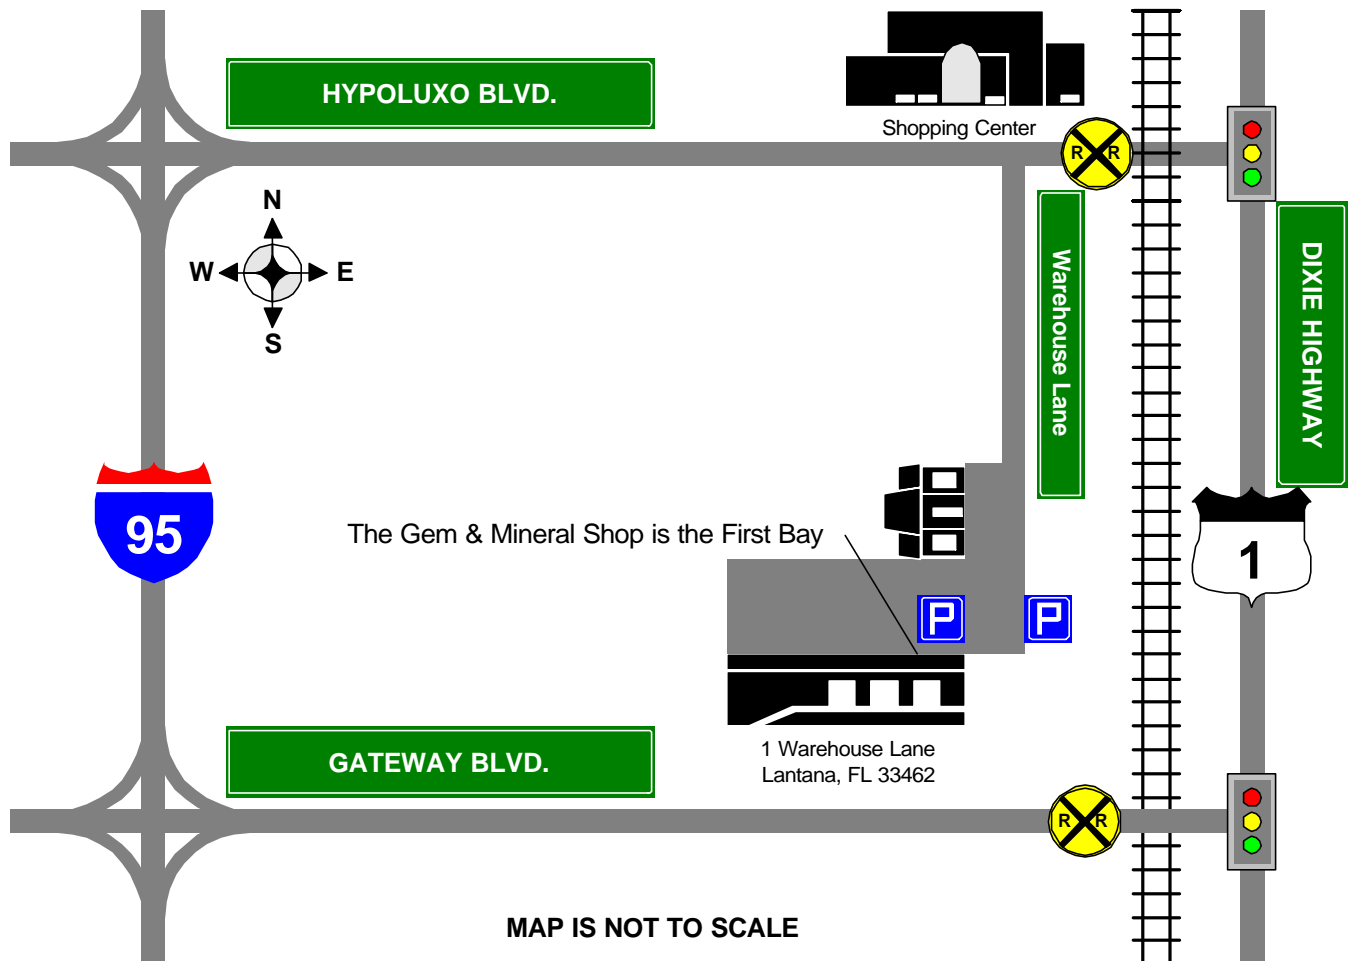 HYPOLUXO BLVD.
Shopping Center
R R
N
W E
S
Warehouse Lane
DIXIE HIGHWAY
95
The Gem & Mineral Shop is the First Bay
1
P P
1 Warehouse Lane
Lantana, FL 33462
GATEWAY BLVD.
R R
MAP IS NOT TO SCALE